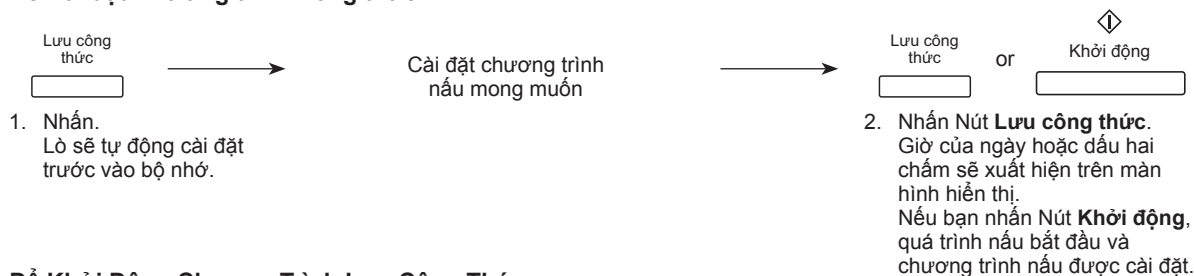 Lưu công
thức
Cài đặt chương trình
nấu mong muốn
Lưu công
thức
or
Khởi động
1. Nhấn.
Lò sẽ tự động cài đặt
trước vào bộ nhớ.
2. Nhấn Nút Lưu công thức.
Giờ của ngày hoặc dấu hai
chấm sẽ xuất hiện trên màn
hình hiển thị.
Nếu bạn nhấn Nút Khởi động,
quá trình nấu bắt đầu và
chương trình nấu được cài đặt.